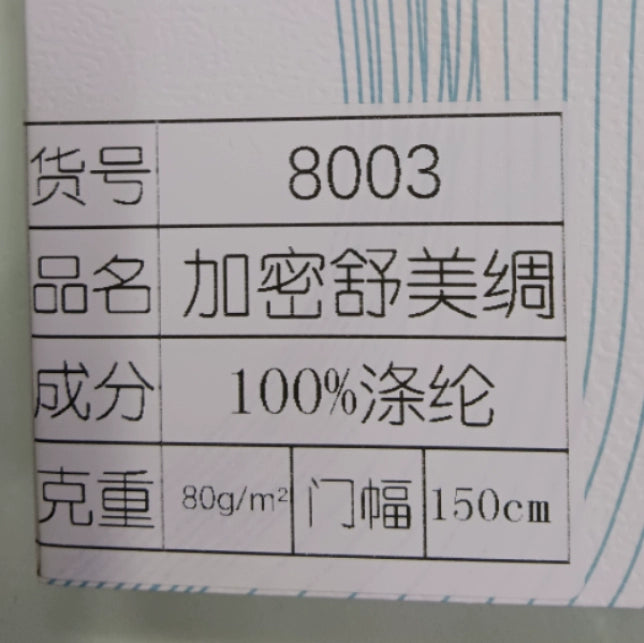 货号 8003
品名 加密舒美绸
成分 100%涤纶
克重 80g/m² 门幅 150cm